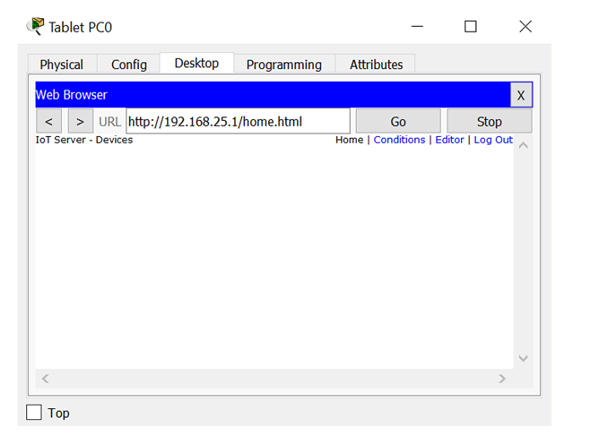 Tablet PC0
Physical Config Desktop Programming Attributes
Web Browser X
< > URL http://192.168.25.1/home.html Go Stop
IoT Server - Devices Home | Conditions | Editor | Log Out
Top